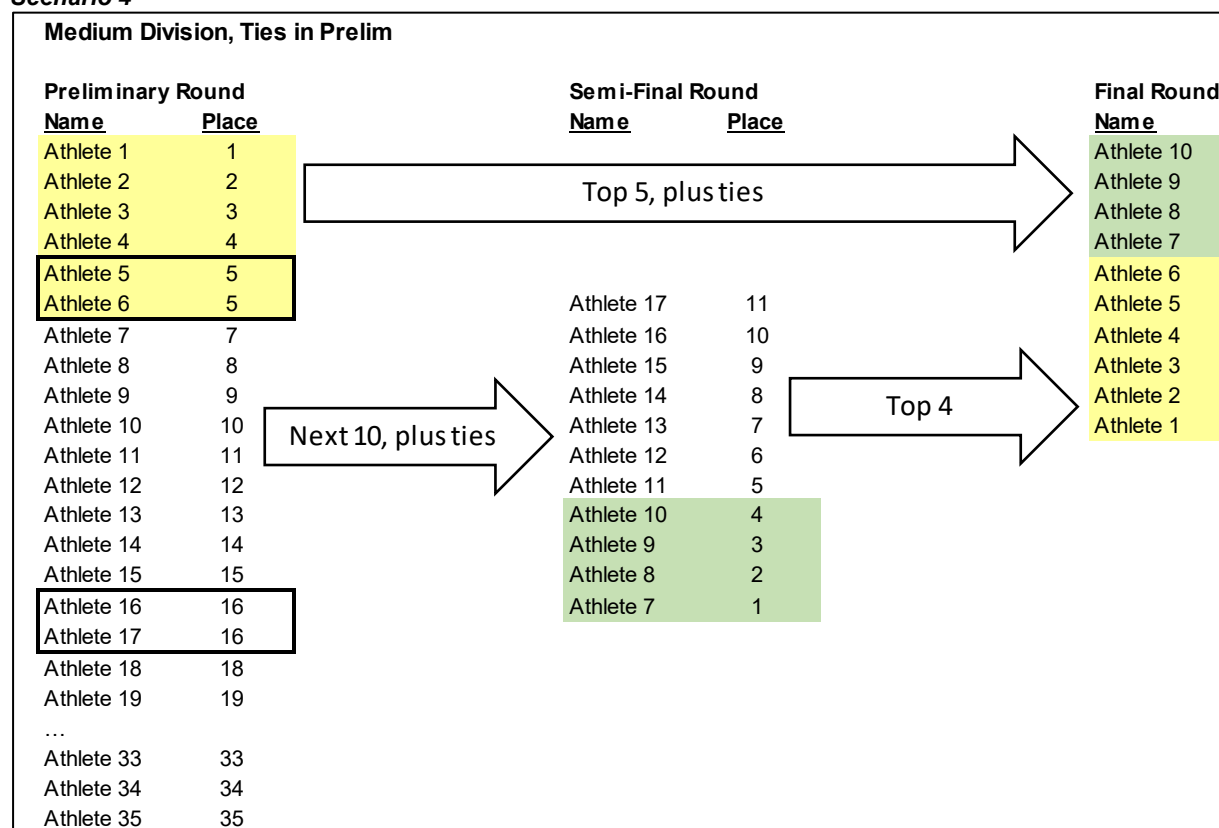 Medium Division, Ties in Prelim
Preliminary Round Semi-Final Round Final Round
Name Place Name Place Name
Athlete 1 1 Athlete 10
Athlete 2 2 Top 5, plus ties Athlete 9
Athlete 3 3 Athlete 8
Athlete 4 4 Athlete 7
Athlete 5 5 Athlete 6
Athlete 6 5 Athlete 17 11 Athlete 5
Athlete 7 7 Athlete 16 10 Athlete 4
Athlete 8 8 Athlete 15 9 Athlete 3
Athlete 9 9 Athlete 14 8 Top 4 Athlete 2
Athlete 10 10 Next 10, plus ties Athlete 13 7 Athlete 1
Athlete 11 11 Athlete 12 6
Athlete 12 12 Athlete 11 5
Athlete 13 13 Athlete 10 4
Athlete 14 14 Athlete 9 3
Athlete 15 15 Athlete 8 2
Athlete 16 16 Athlete 7 1
Athlete 17 16
Athlete 18 18
Athlete 19 19
…
Athlete 33 33
Athlete 34 34
Athlete 35 35